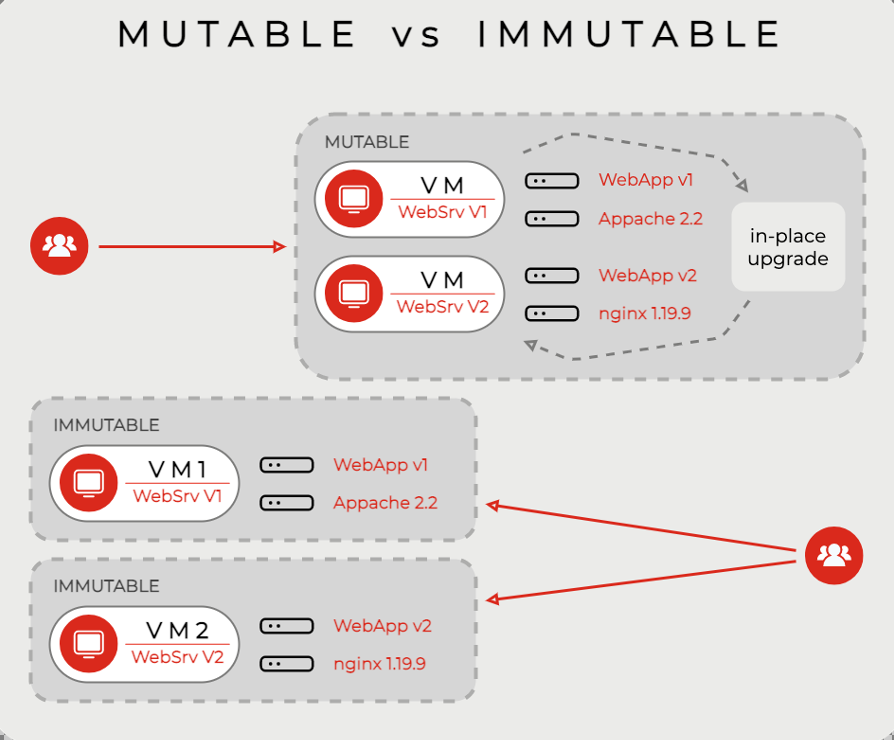 MUTABLE vs IMMUTABLE
MUTABLE
VM
WebSrv V1
WebApp v1
Appache 2.2
VM
WebSrv V2
WebApp v2
nginx 1.19.9
in-place
upgrade
IMMUTABLE
VM1
WebSrv V1
WebApp v1
Appache 2.2
IMMUTABLE
VM2
WebSrv V2
WebApp v2
nginx 1.19.9